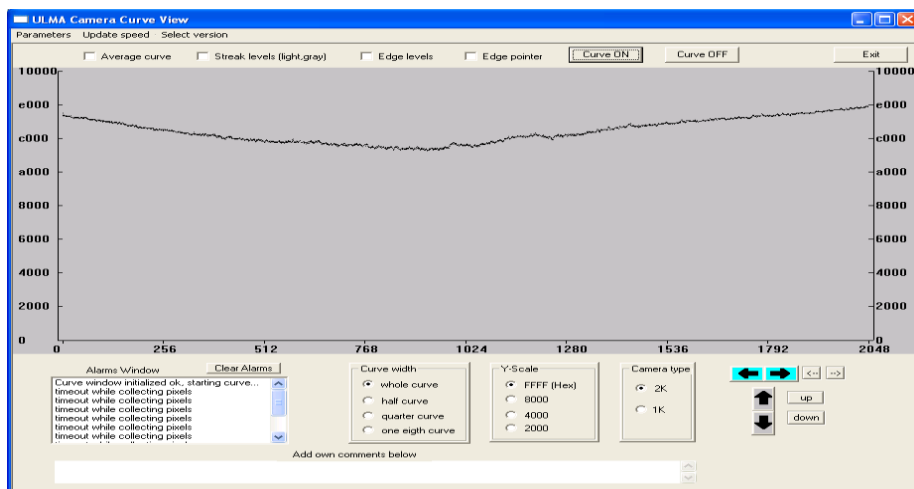 ULMA Camera Curve View
Parameters Update speed Select version
Average curve Streak levels (light,gray) Edge levels Edge pointer Curve ON Curve OFF Exit
10000 10000
e000 e000
c000 c000
a000 a000
8000 8000
6000 6000
4000 4000
2000 2000
0 0
0 256 512 768 1024 1280 1536 1792 2048
Alarms Window Clear Alarms
Curve window initialized ok, starting curve...
timeout while collecting pixels
timeout while collecting pixels
timeout while collecting pixels
timeout while collecting pixels
timeout while collecting pixels
timeout while collecting pixels
Curve width
whole curve
half curve
quarter curve
one eigth curve
Y-Scale
FFFF (Hex)
8000
4000
2000
Camera type
2K
1K
<-- -->
up
down
Add own comments below